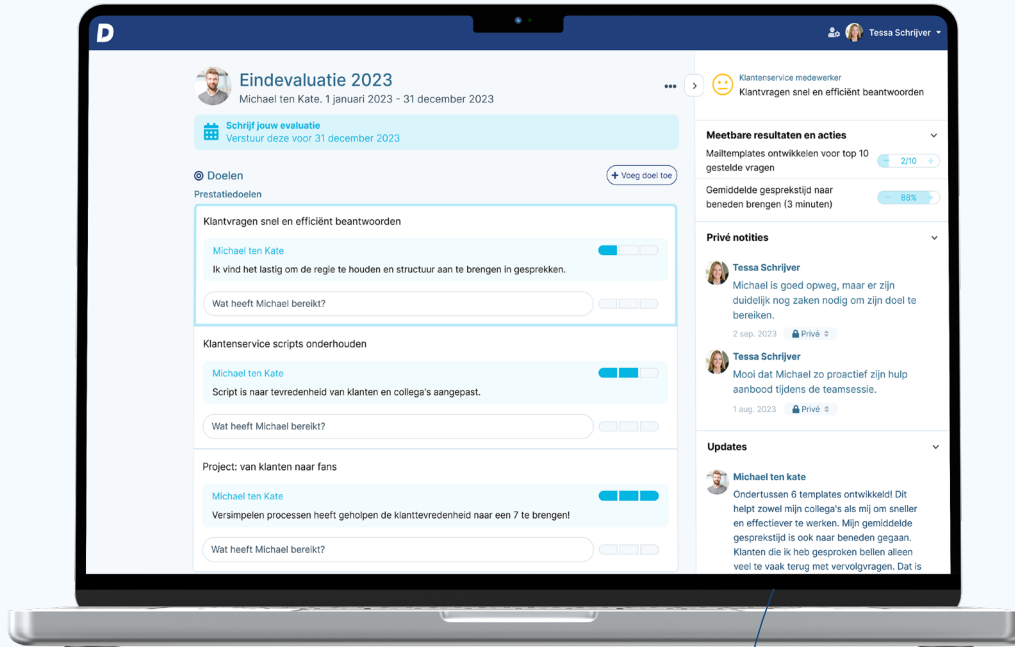 D
Tessa Schrijver
Eindevaluatie 2023
Michael ten Kate. 1 januari 2023 - 31 december 2023
Schrijf jouw evaluatie
Verstuur deze voor 31 december 2023
Doelen
+ Voeg doel toe
Prestatiedoelen
Klantvragen snel en efficiënt beantwoorden
Michael ten Kate
Ik vind het lastig om de regie te houden en structuur aan te brengen in gesprekken.
Wat heeft Michael bereikt?
Klantenservice scripts onderhouden
Michael ten Kate
Script is naar tevredenheid van klanten en collega's aangepast.
Wat heeft Michael bereikt?
Project: van klanten naar fans
Michael ten Kate
Versimpelen processen heeft geholpen de klanttevredenheid naar een 7 te brengen!
Wat heeft Michael bereikt?
Klantenservice medewerker
Klantvragen snel en efficiënt beantwoorden
Meetbare resultaten en acties
Mailtemplates ontwikkelen voor top 10
gestelde vragen
− 2/10 +
Gemiddelde gesprekstijd naar
beneden brengen (3 minuten)
− 88% +
Privé notities
Tessa Schrijver
Michael is goed opweg, maar er zijn
duidelijk nog zaken nodig om zijn doel te
bereiken.
2 sep. 2023 Privé
Tessa Schrijver
Mooi dat Michael zo proactief zijn hulp
aanbood tijdens de teamsessie.
1 aug. 2023 Privé
Updates
Michael ten kate
Ondertussen 6 templates ontwikkeld! Dit
helpt zowel mijn collega's als mij om sneller
en effectiever te werken. Mijn gemiddelde
gesprekstijd is ook naar beneden gegaan.
Klanten die ik heb gesproken bellen alleen
veel te vaak terug met vervolgvragen. Dat is